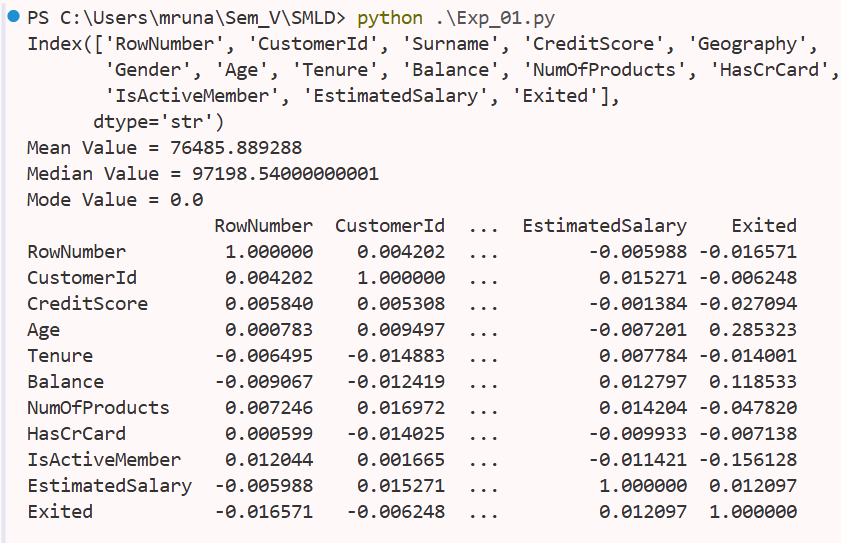 PS C:\Users\mruna\Sem_V\SMLD> python .\Exp_01.py
Index(['RowNumber', 'CustomerId', 'Surname', 'CreditScore', 'Geography',
       'Gender', 'Age', 'Tenure', 'Balance', 'NumOfProducts', 'HasCrCard',
       'IsActiveMember', 'EstimatedSalary', 'Exited'],
      dtype='str')
Mean Value = 76485.889288
Median Value = 97198.54000000001
Mode Value = 0.0
                 RowNumber  CustomerId  ...  EstimatedSalary    Exited
RowNumber         1.000000    0.004202  ...        -0.005988 -0.016571
CustomerId        0.004202    1.000000  ...         0.015271 -0.006248
CreditScore       0.005840    0.005308  ...        -0.001384 -0.027094
Age               0.000783    0.009497  ...        -0.007201  0.285323
Tenure           -0.006495   -0.014883  ...         0.007784 -0.014001
Balance          -0.009067   -0.012419  ...         0.012797  0.118533
NumOfProducts     0.007246    0.016972  ...         0.014204 -0.047820
HasCrCard         0.000599   -0.014025  ...        -0.009933 -0.007138
IsActiveMember    0.012044    0.001665  ...        -0.011421 -0.156128
EstimatedSalary  -0.005988    0.015271  ...         1.000000  0.012097
Exited           -0.016571   -0.006248  ...         0.012097  1.000000